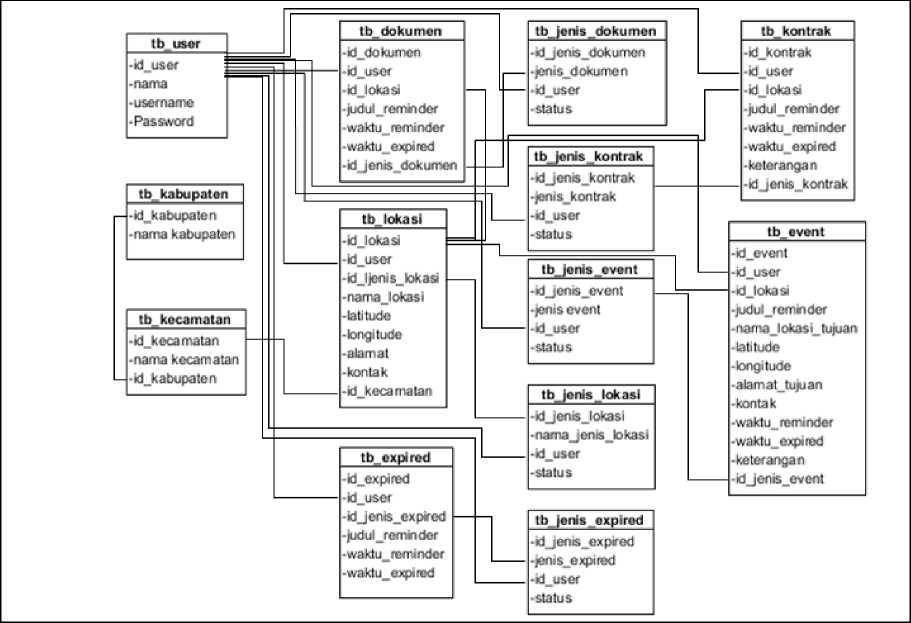 tb_user
-id_user
-nama
-username
-Password
tb_kabupaten
-id_kabupaten
-nama kabupaten
tb_kecamatan
-id_kecamatan
-nama kecamatan
-id_kabupaten
tb_dokumen
-id_dokumen
-id_user
-id_lokasi
-judul_reminder
-waktu_reminder
-waktu_expired
-id_jenis_dokumen
tb_lokasi
-id_lokasi
-id_user
-id_ljenis_lokasi
-nama_lokasi
-latitude
-longitude
-alamat
-kontak
-id_kecamatan
tb_expired
-id_expired
-id_user
-id_jenis_expired
-judul_reminder
-waktu_reminder
-waktu_expired
tb_jenis_dokumen
-id_jenis_dokumen
-jenis_dokumen
-id_user
-status
tb_jenis_kontrak
-id_jenis_kontrak
-jenis_kontrak
-id_user
-status
tb_jenis_event
-id_jenis_event
-jenis event
-id_user
-status
tb_jenis_lokasi
-id_jenis_lokasi
-nama_jenis_lokasi
-id_user
-status
tb_jenis_expired
-id_jenis_expired
-jenis_expired
-id_user
-status
tb_kontrak
-id_kontrak
-id_user
-id_lokasi
-judul_reminder
-waktu_reminder
-waktu_expired
-keterangan
-id_jenis_kontrak
tb_event
-id_event
-id_user
-id_lokasi
-judul_reminder
-nama_lokasi_tujuan
-latitude
-longitude
-alamat_tujuan
-kontak
-waktu_reminder
-waktu_expired
-keterangan
-id_jenis_event